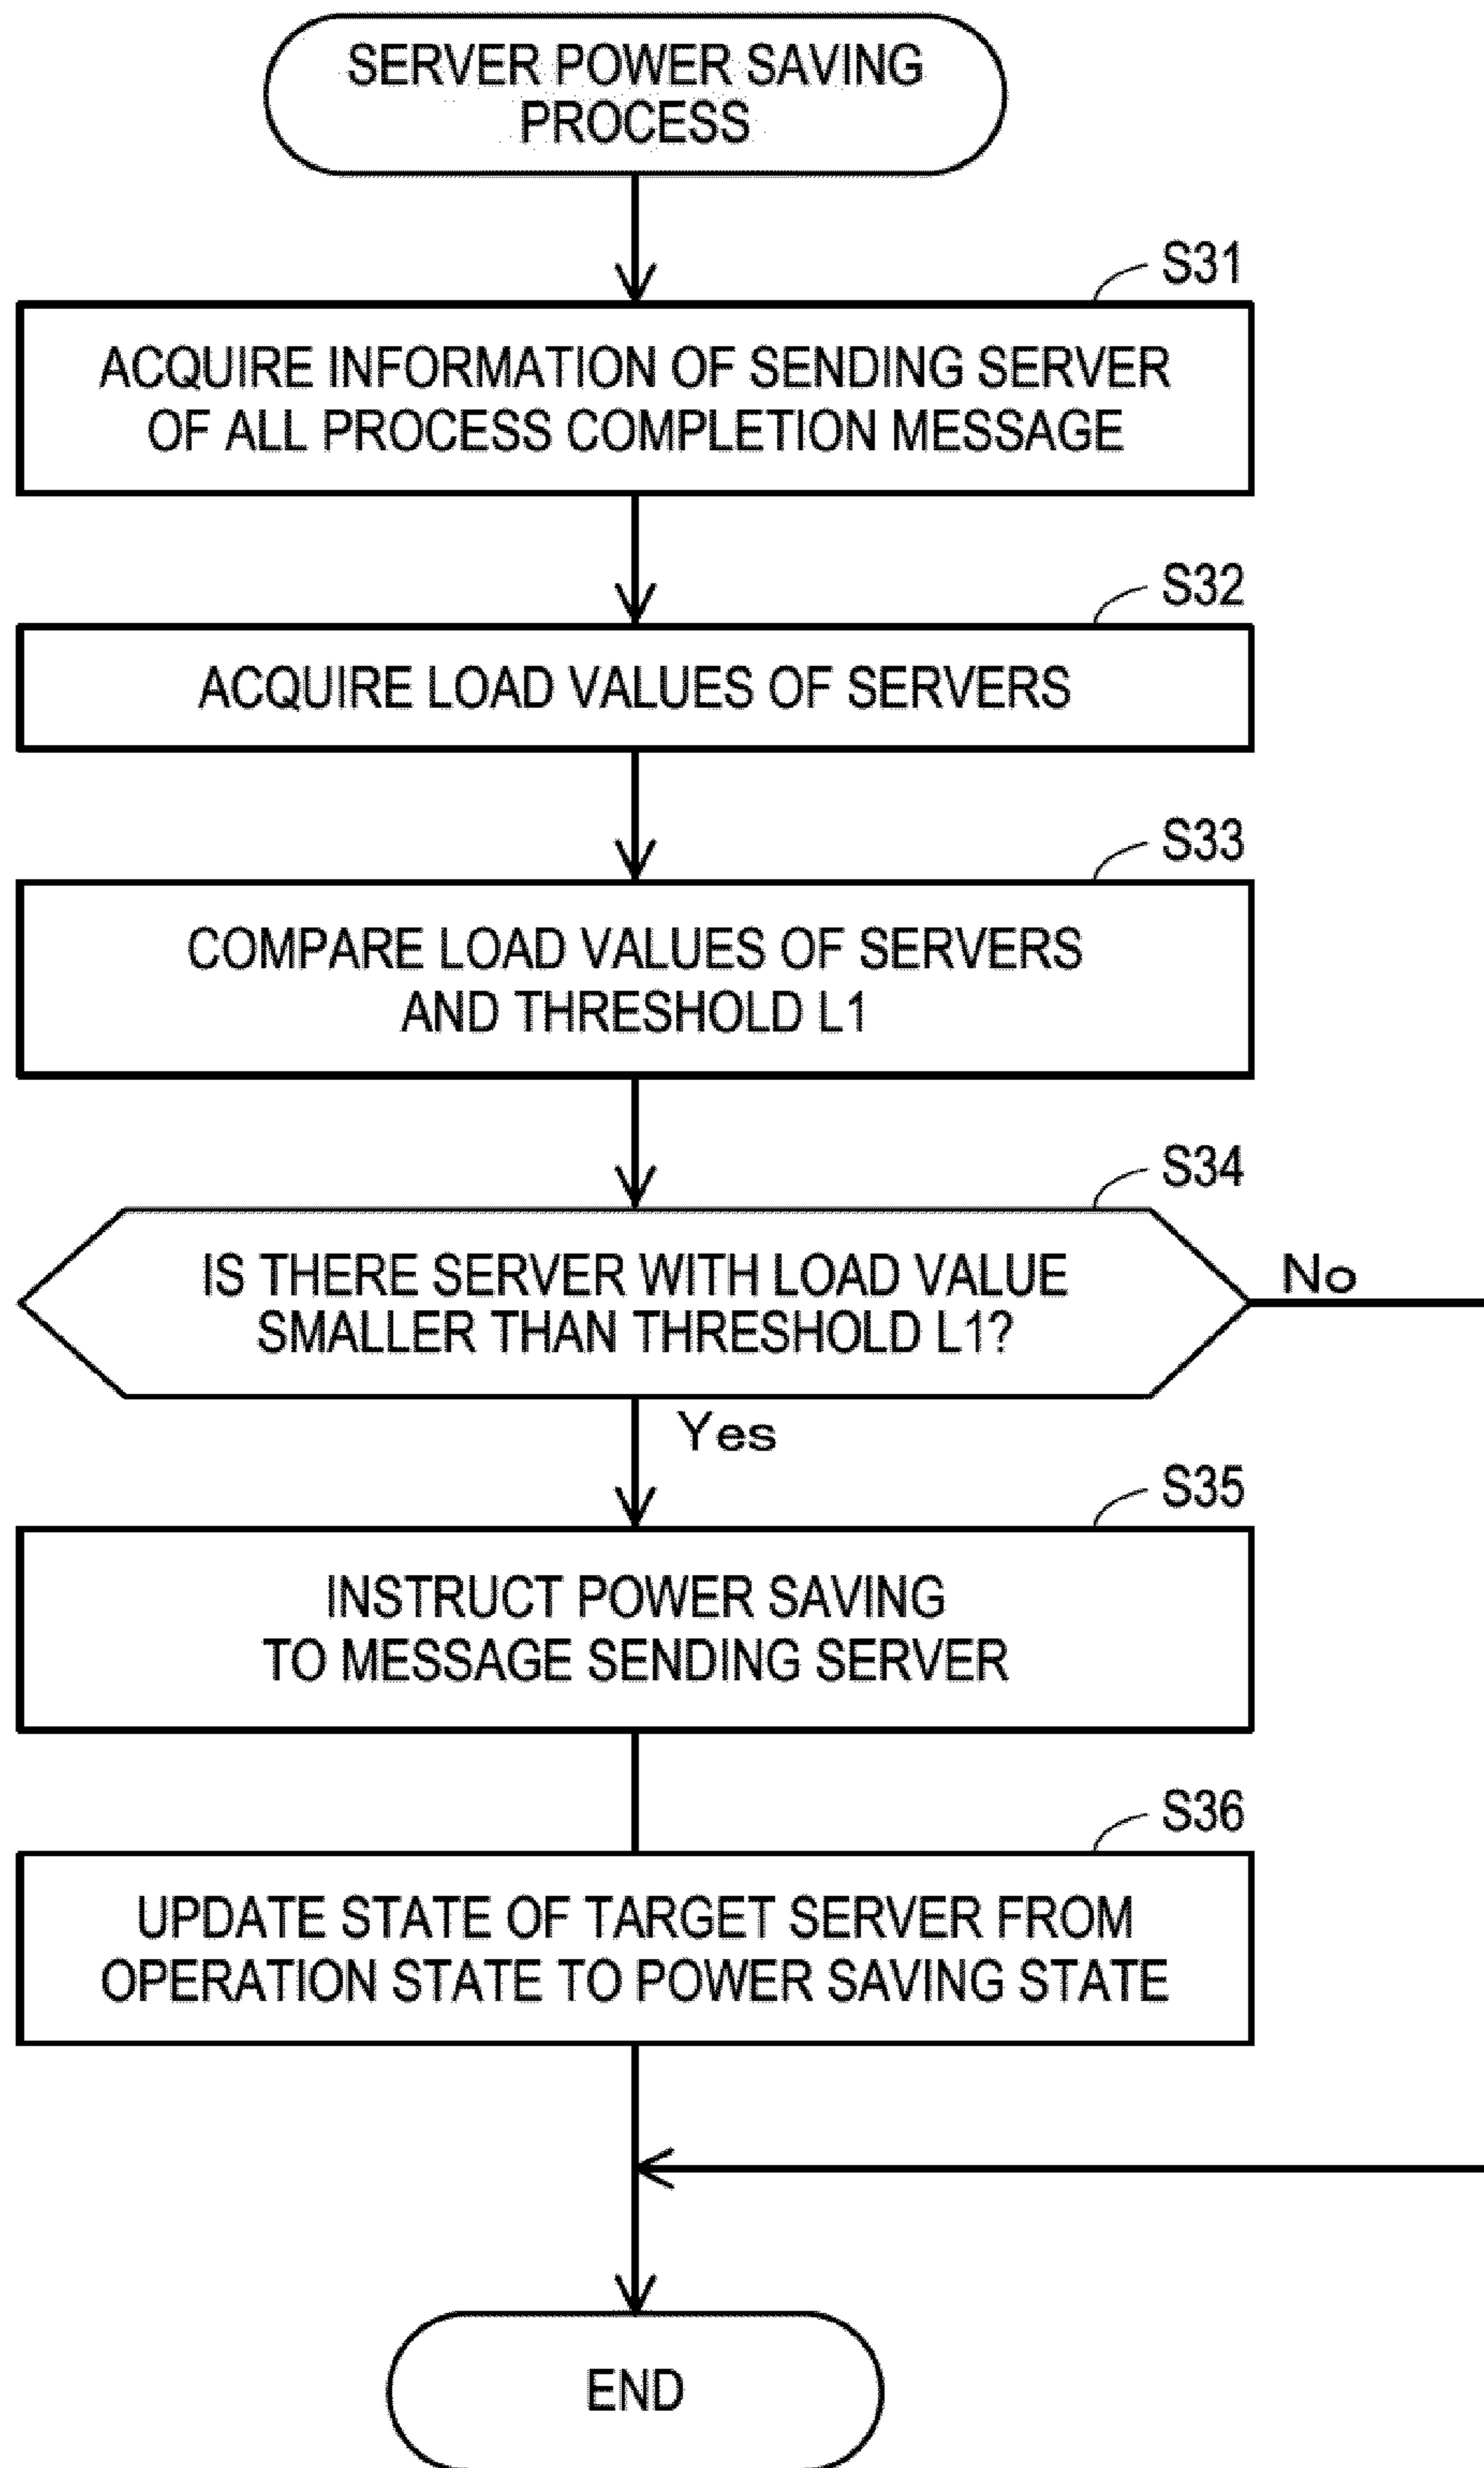 SERVER POWER SAVING
PROCESS
S31
ACQUIRE INFORMATION OF SENDING SERVER
OF ALL PROCESS COMPLETION MESSAGE
S32
ACQUIRE LOAD VALUES OF SERVERS
S33
COMPARE LOAD VALUES OF SERVERS
AND THRESHOLD L1
S34
IS THERE SERVER WITH LOAD VALUE
SMALLER THAN THRESHOLD L1?
No
Yes
S35
INSTRUCT POWER SAVING
TO MESSAGE SENDING SERVER
S36
UPDATE STATE OF TARGET SERVER FROM
OPERATION STATE TO POWER SAVING STATE
END